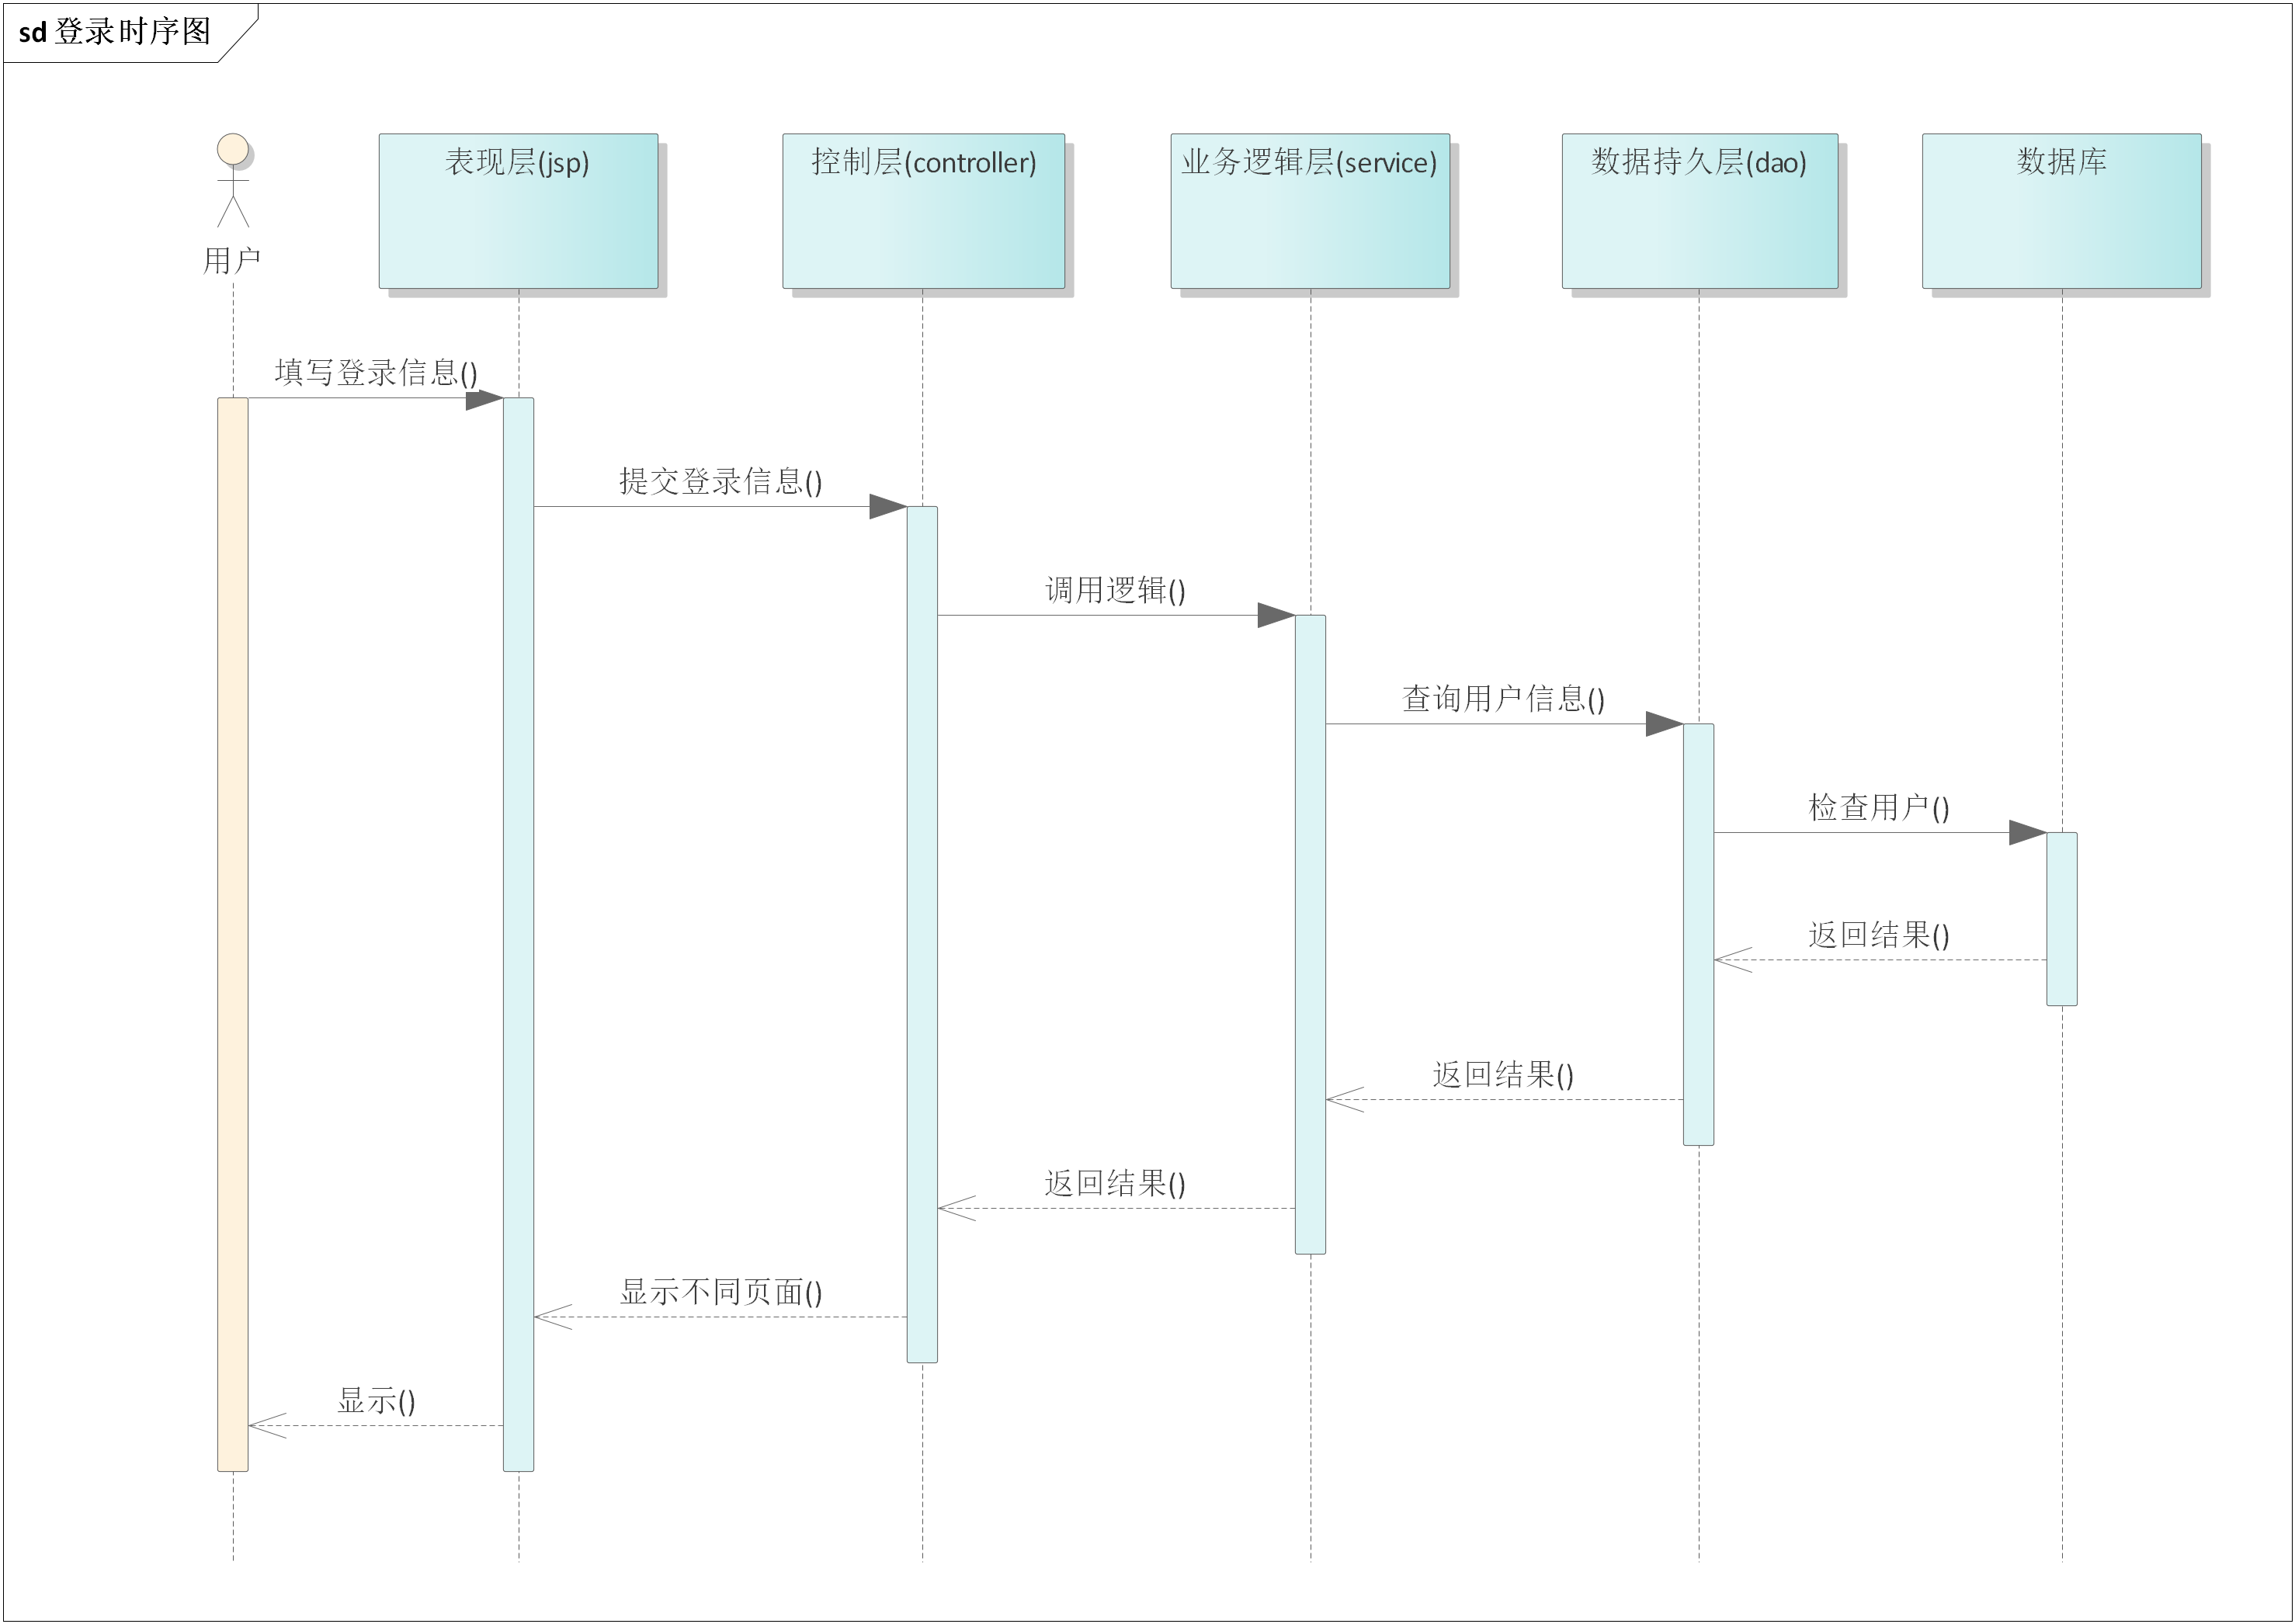 sd 登录时序图
表现层(jsp)
控制层(controller)
业务逻辑层(service)
数据持久层(dao)
数据库
用户
填写登录信息()
提交登录信息()
调用逻辑()
查询用户信息()
检查用户()
返回结果()
返回结果()
返回结果()
显示不同页面()
显示()